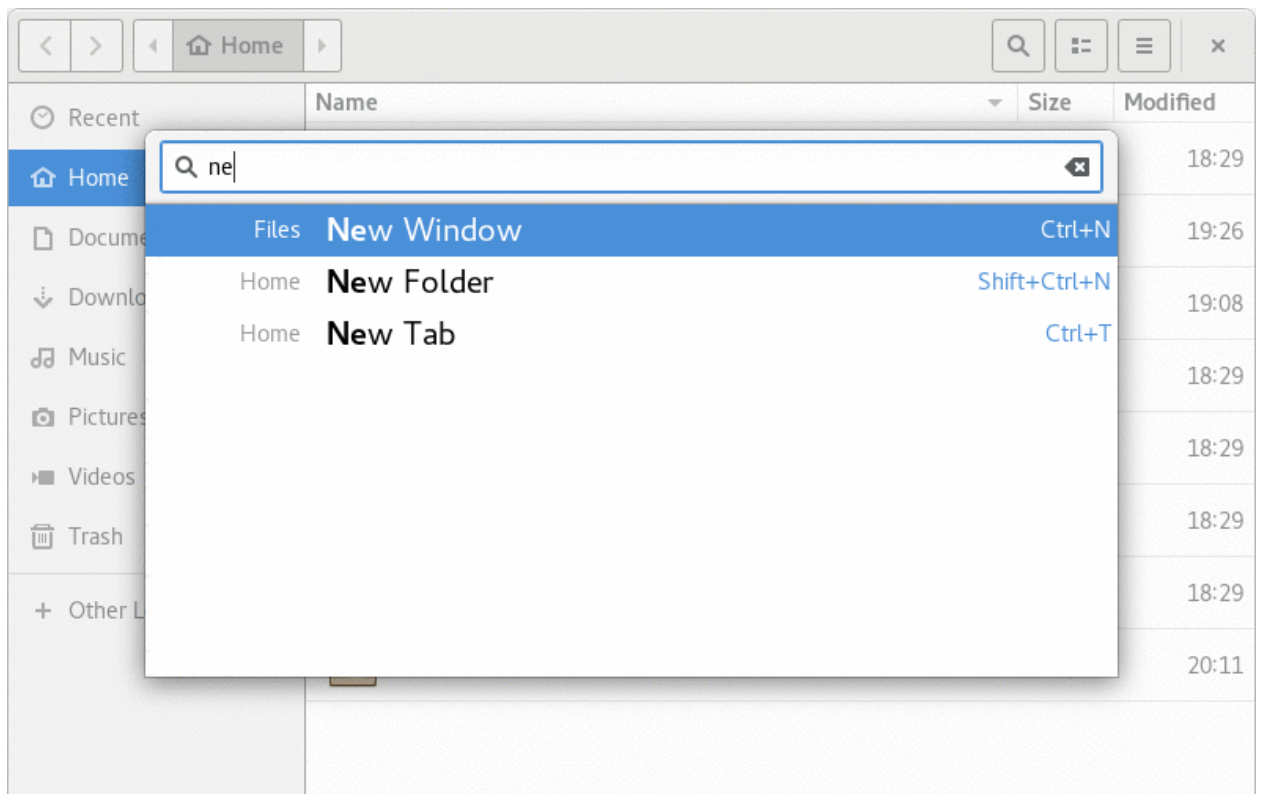 Home
Name Size Modified
Recent
ne
Home
18:29
Files New Window Ctrl+N
19:26
Home New Folder Shift+Ctrl+N
19:08
Home New Tab Ctrl+T
Music
18:29
Pictures
18:29
Videos
18:29
Trash
18:29
Other L
20:11